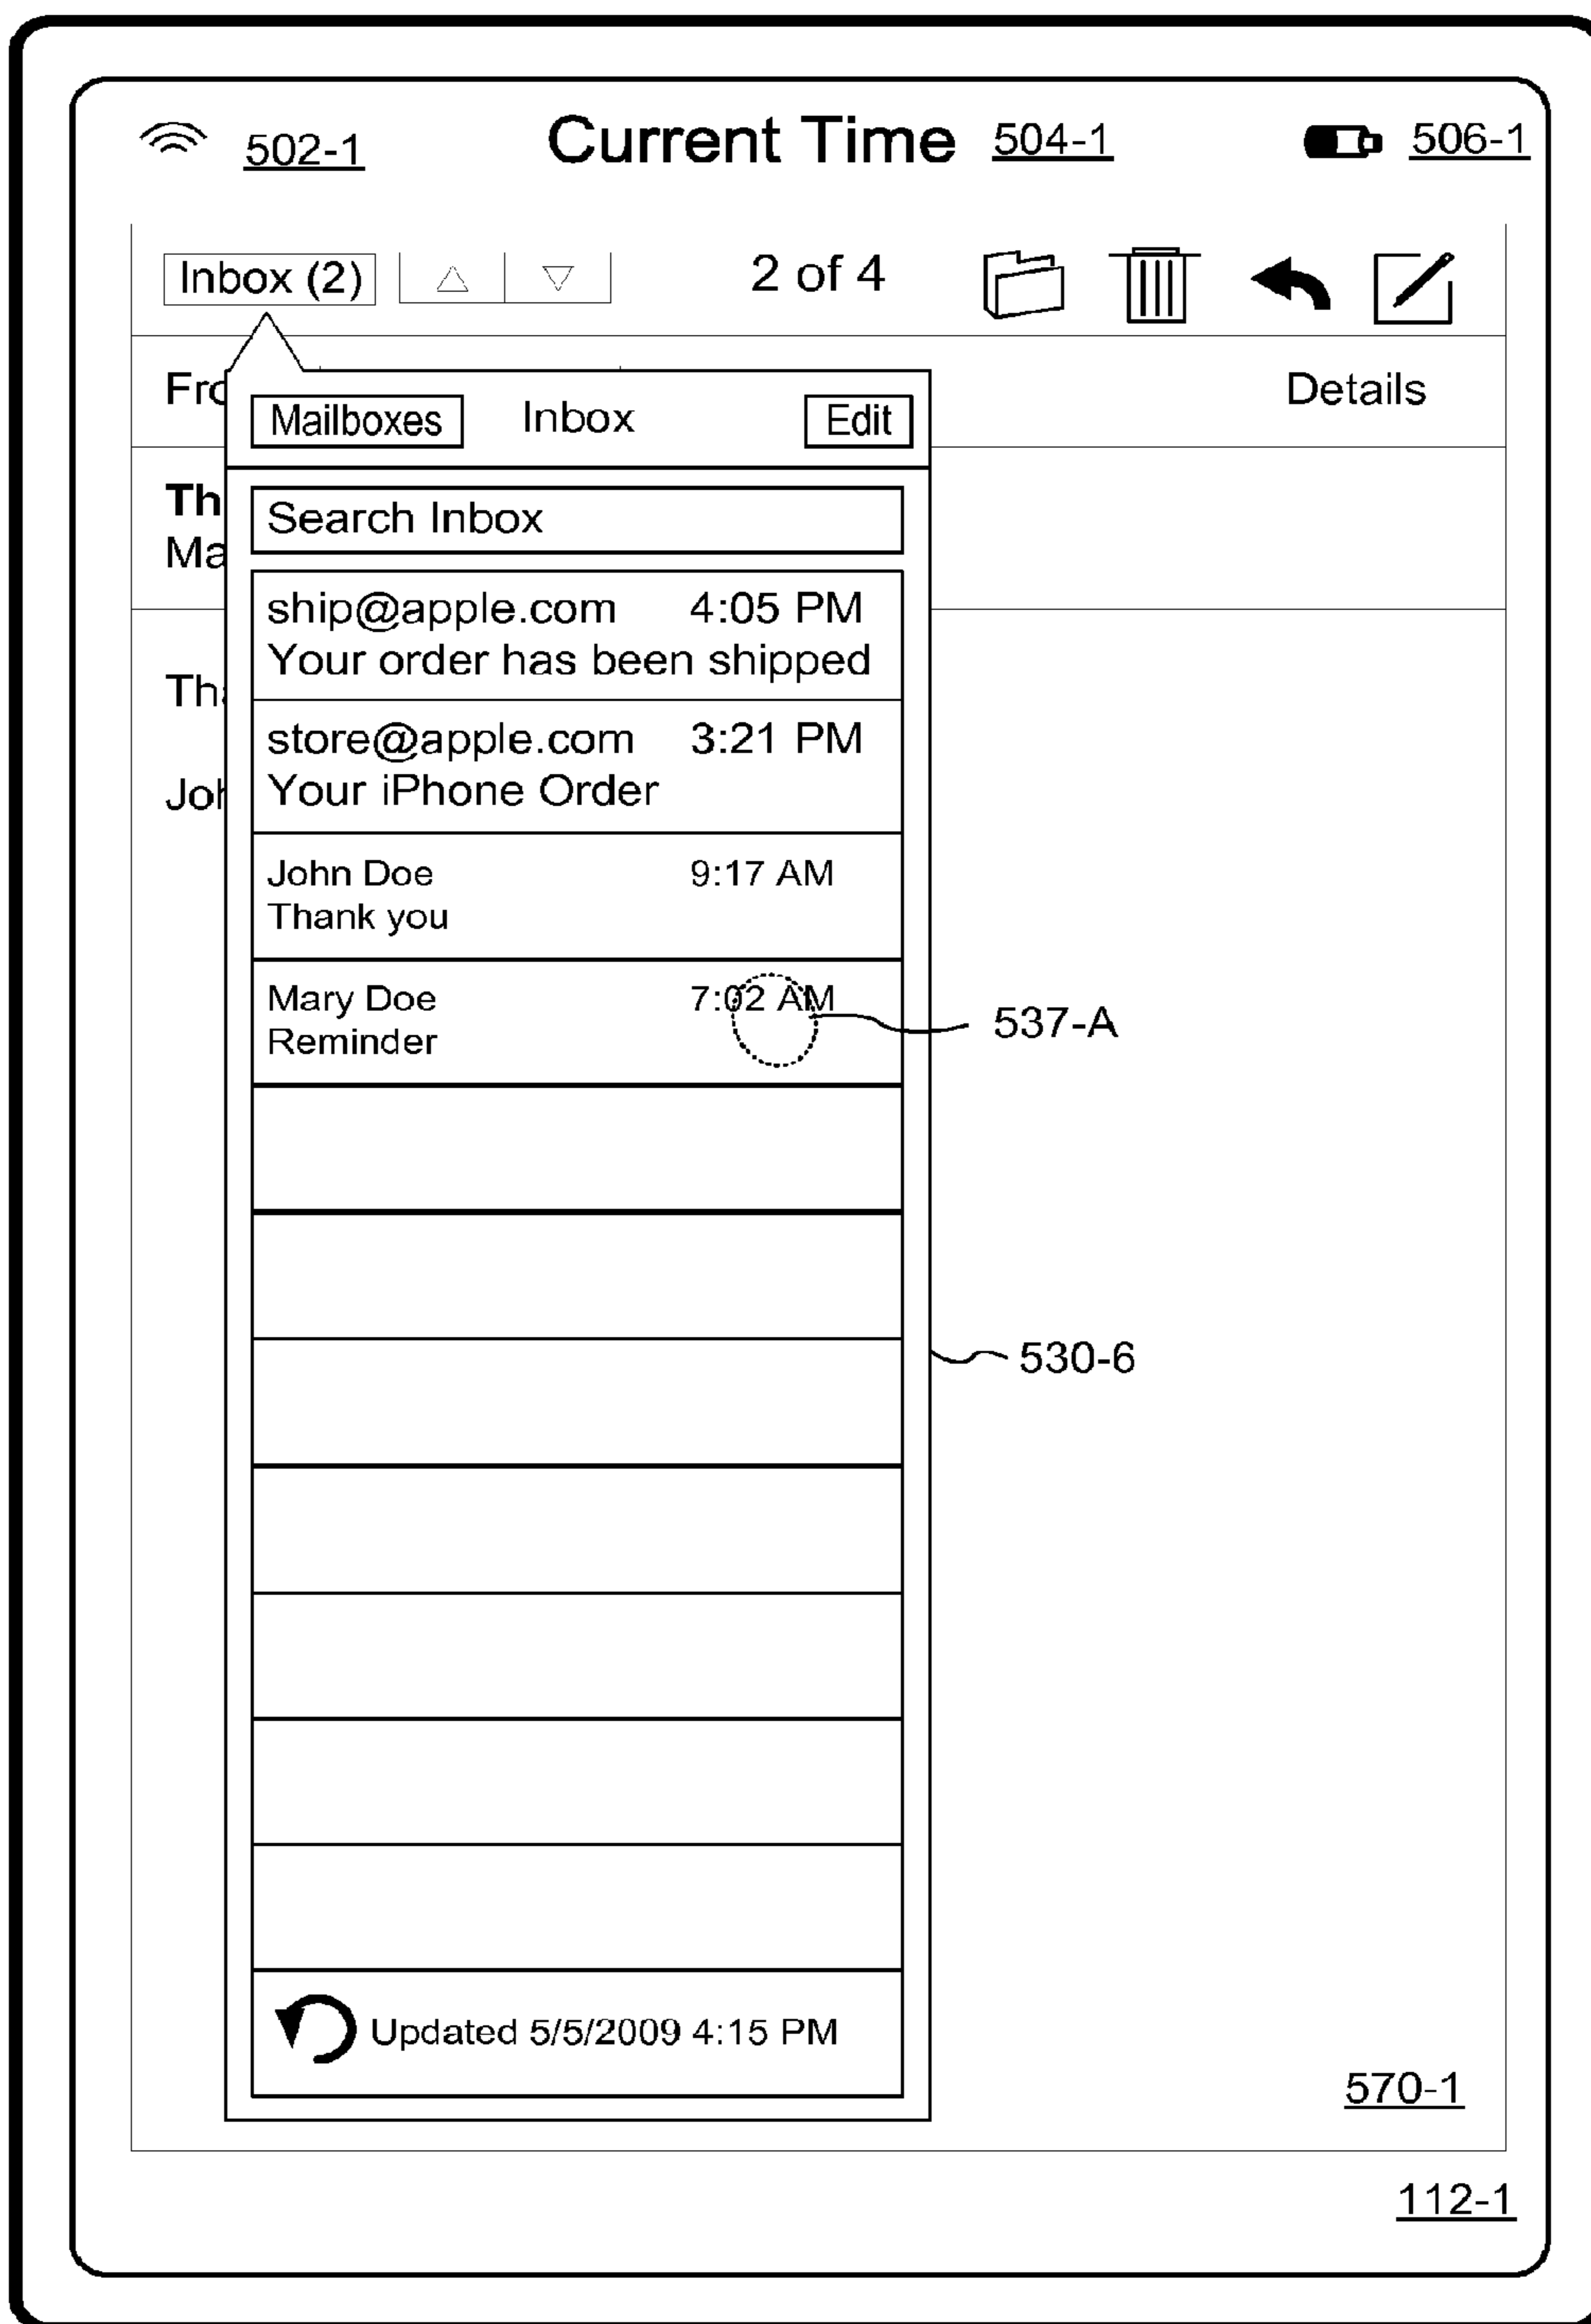 502-1 Current Time 504-1 506-1
Inbox (2) 2 of 4
Details
Mailboxes Inbox Edit
Th
Ma
Search Inbox
ship@apple.com 4:05 PM
Your order has been shipped
store@apple.com 3:21 PM
Your iPhone Order
John Doe 9:17 AM
Thank you
Mary Doe 7:02 AM
Reminder
537-A
530-6
Updated 5/5/2009 4:15 PM
570-1
112-1